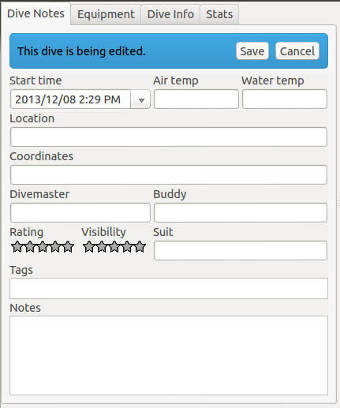 Dive Notes Equipment Dive Info Stats
This dive is being edited. Save Cancel
Start time Air temp Water temp
2013/12/08 2:29 PM
Location
Coordinates
Divemaster Buddy
Rating Visibility Suit
Tags
Notes